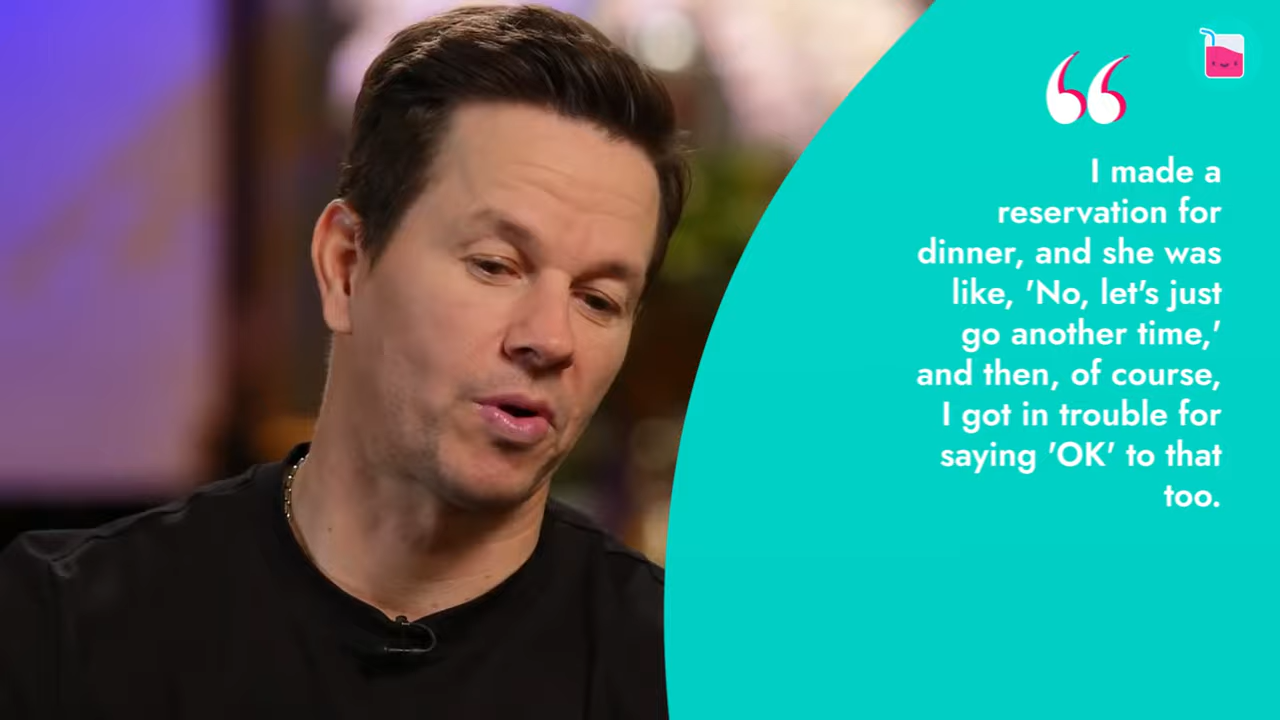 “
I made a
reservation for
dinner, and she was
like, 'No, let's just
go another time,'
and then, of course,
I got in trouble for
saying 'OK' to that
too.